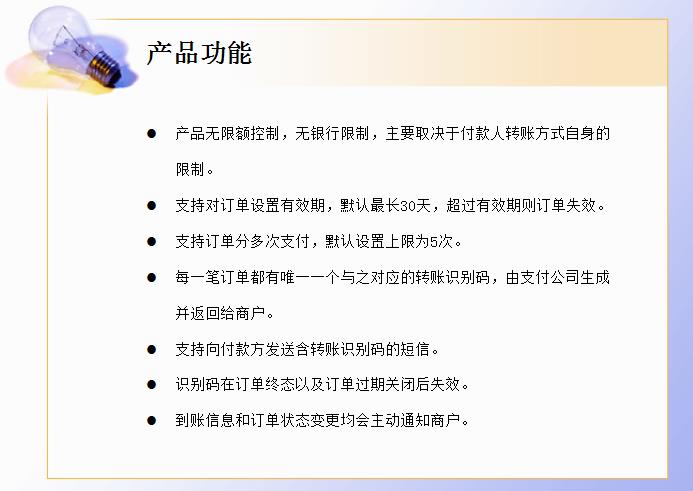 产品功能
● 产品无限额控制，无银行限制，主要取决于付款人转账方式自身的
限制。
● 支持对订单设置有效期，默认最长30天，超过有效期则订单失效。
● 支持订单分多次支付，默认设置上限为5次。
● 每一笔订单都有唯一一个与之对应的转账识别码，由支付公司生成
并返回给商户。
● 支持向付款方发送含转账识别码的短信。
● 识别码在订单终态以及订单过期关闭后失效。
● 到账信息和订单状态变更均会主动通知商户。